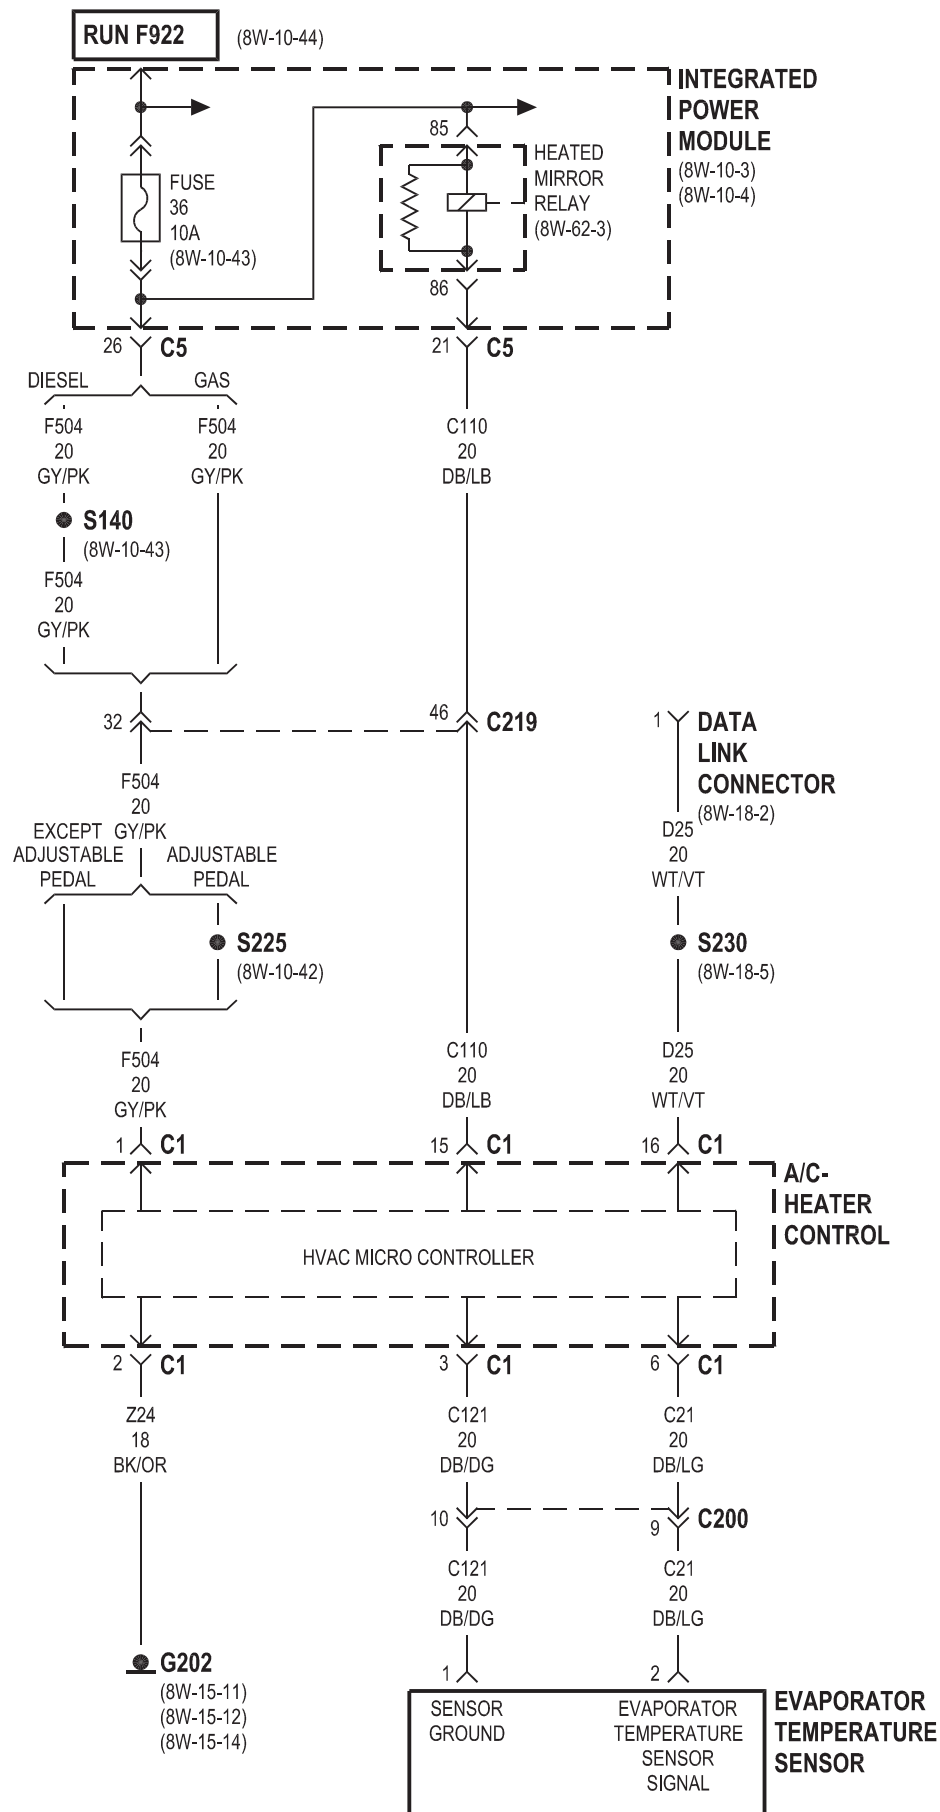 RUN F922
(8W-10-44)
INTEGRATED
POWER
MODULE
(8W-10-3)
(8W-10-4)
85
HEATED
MIRROR
RELAY
(8W-62-3)
FUSE
36
10A
(8W-10-43)
86
26
C5
21
C5
DIESEL
GAS
F504
20
GY/PK
F504
20
GY/PK
C110
20
DB/LB
S140
(8W-10-43)
F504
20
GY/PK
32
46
C219
1
DATA
LINK
CONNECTOR
(8W-18-2)
F504
20
GY/PK
EXCEPT
ADJUSTABLE
PEDAL
ADJUSTABLE
PEDAL
D25
20
WT/VT
S225
(8W-10-42)
S230
(8W-18-5)
F504
20
GY/PK
C110
20
DB/LB
D25
20
WT/VT
1
C1
15
C1
16
C1
A/C-
HEATER
CONTROL
HVAC MICRO CONTROLLER
2
C1
3
C1
6
C1
Z24
18
BK/OR
C121
20
DB/DG
C21
20
DB/LG
10
9
C200
C121
20
DB/DG
C21
20
DB/LG
G202
(8W-15-11)
(8W-15-12)
(8W-15-14)
1
2
SENSOR
GROUND
EVAPORATOR
TEMPERATURE
SENSOR
SIGNAL
EVAPORATOR
TEMPERATURE
SENSOR